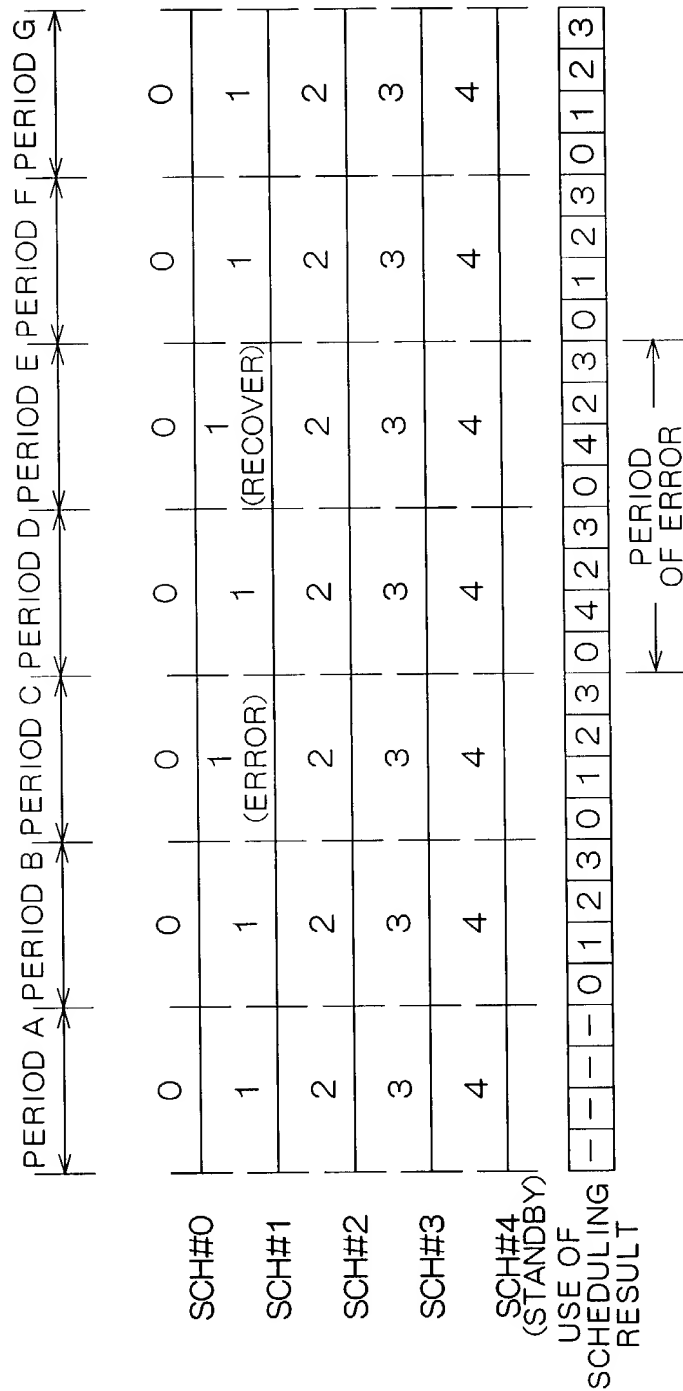 PERIOD A PERIOD B PERIOD C PERIOD D PERIOD E PERIOD F PERIOD G
0 0 0 0 0 0 0
SCH#0
1 1 1 1 1 1 1
(ERROR) (RECOVER)
SCH#1
2 2 2 2 2 2 2
SCH#2
3 3 3 3 3 3 3
SCH#3
4 4 4 4 4 4 4
SCH#4
(STANDBY)
USE OF
SCHEDULING
RESULT
- - - - 0 1 2 3 0 1 2 3 0 4 2 3 0 4 2 3 0 1 2 3 0 1 2 3
PERIOD
OF ERROR